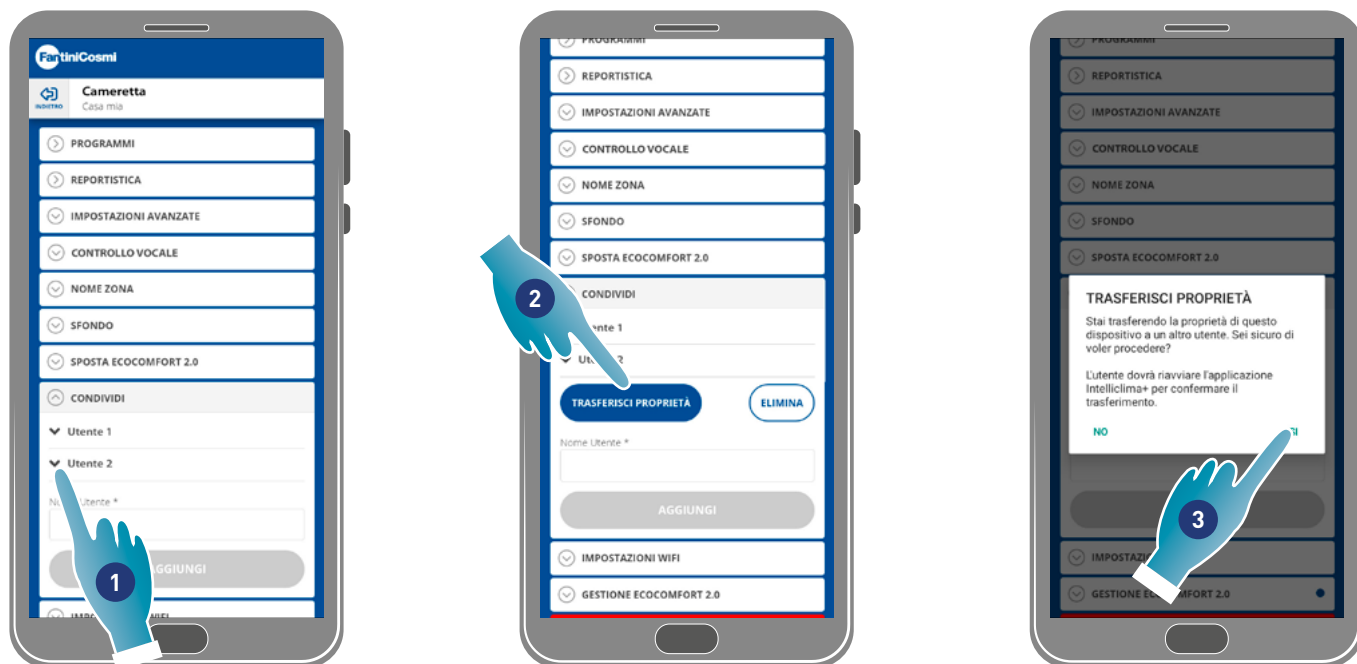 FantiniCosmi
INDIETRO
Cameretta
Casa mia
PROGRAMMI
REPORTISTICA
IMPOSTAZIONI AVANZATE
CONTROLLO VOCALE
NOME ZONA
SFONDO
SPOSTA ECOCOMFORT 2.0
CONDIVIDI
Utente 1
Utente 2
Utente *
AGGIUNGI
WIFI
1
PROGRAMMI
REPORTISTICA
IMPOSTAZIONI AVANZATE
CONTROLLO VOCALE
NOME ZONA
SFONDO
SPOSTA ECOCOMFORT 2.0
CONDIVIDI
2
TRASFERISCI PROPRIETÀ
ELIMINA
Nome Utente *
AGGIUNGI
IMPOSTAZIONI WIFI
GESTIONE ECOCOMFORT 2.0
PROGRAMMI
REPORTISTICA
IMPOSTAZIONI AVANZATE
CONTROLLO VOCALE
NOME ZONA
SFONDO
SPOSTA ECOCOMFORT 2.0
TRASFERISCI PROPRIETÀ
Stai trasferendo la proprietà di questo
dispositivo a un altro utente. Sei sicuro di
voler procedere?
L'utente dovrà riavviare l'applicazione
Intelliclima+ per confermare il
trasferimento.
NO
3
GESTIONE 2.0